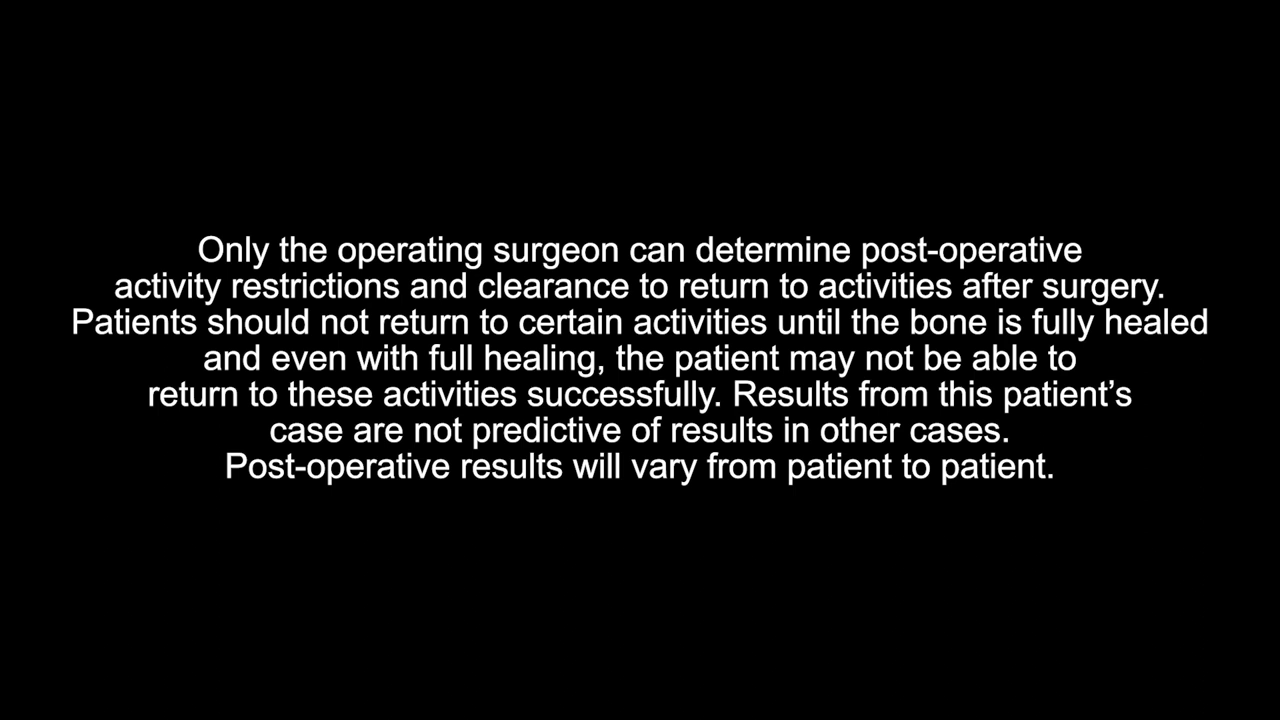 Only the operating surgeon can determine post-operative
activity restrictions and clearance to return to activities after surgery.
Patients should not return to certain activities until the bone is fully healed
and even with full healing, the patient may not be able to
return to these activities successfully. Results from this patient’s
case are not predictive of results in other cases.
Post-operative results will vary from patient to patient.